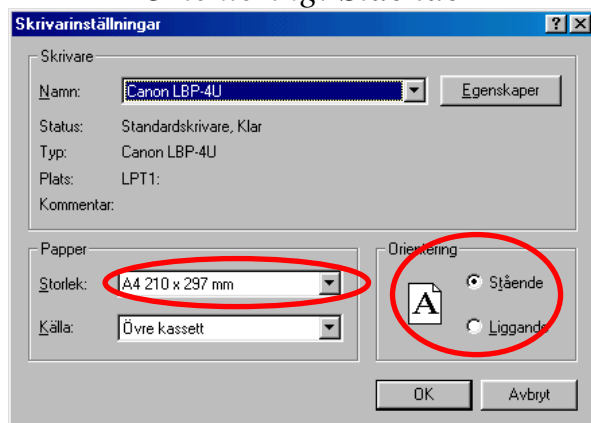 Skrivarinställningar
Skrivare
Namn: Canon LBP-4U Egenskaper
Status: Standardskrivare, Klar
Typ: Canon LBP-4U
Plats: LPT1:
Kommentar:
Papper
Storlek: A4 210 x 297 mm
Källa: Övre kassett
Orientering
A
Stående
Liggande
OK Avbryt